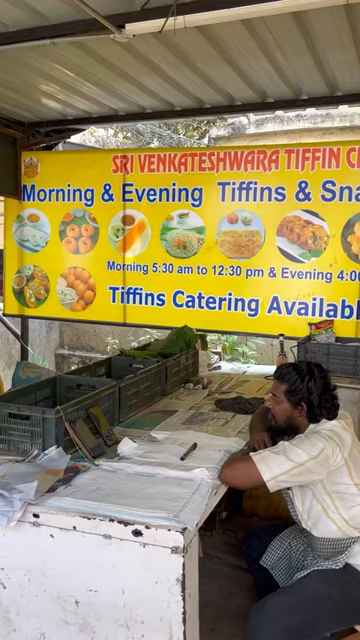 SRI VENKATESHWARA TIFFIN C
Morning & Evening Tiffins & Sna
Morning 5:30 am to 12:30 pm & Evening 4:0
Tiffins Catering Availab